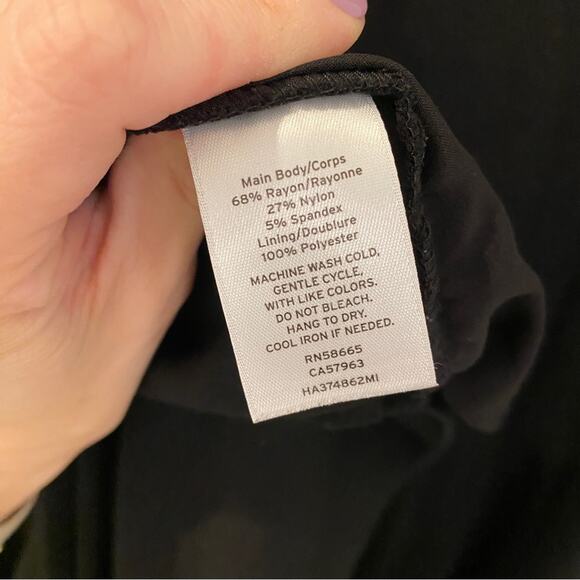 Main Body/Corps
68% Rayon/Rayonne
27% Nylon
5% Spandex
Lining/Doublure
100% Polyester
MACHINE WASH COLD,
GENTLE CYCLE,
WITH LIKE COLORS.
DO NOT BLEACH.
HANG TO DRY.
COOL IRON IF NEEDED.
RN58665
CA57963
HA374862MI